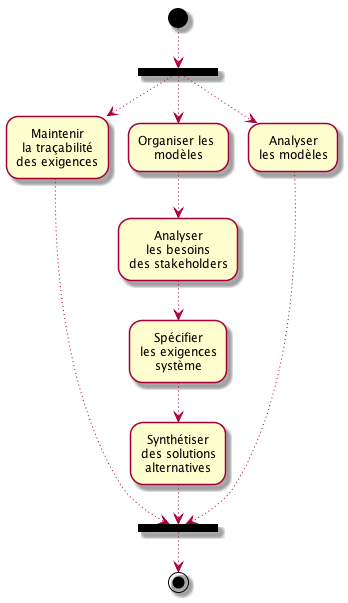 Maintenir
la traçabilité
des exigences
Organiser les
modèles
Analyser
les modèles
Analyser
les besoins
des stakeholders
Spécifier
les exigences
système
Synthétiser
des solutions
alternatives